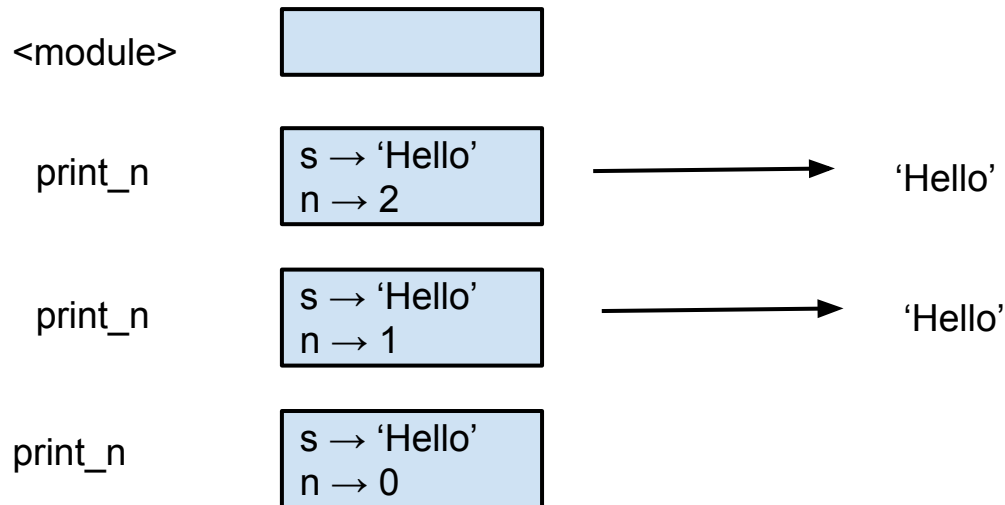 <module>
print_n
s → ‘Hello’
n → 2
‘Hello’
print_n
s → ‘Hello’
n → 1
‘Hello’
print_n
s → ‘Hello’
n → 0